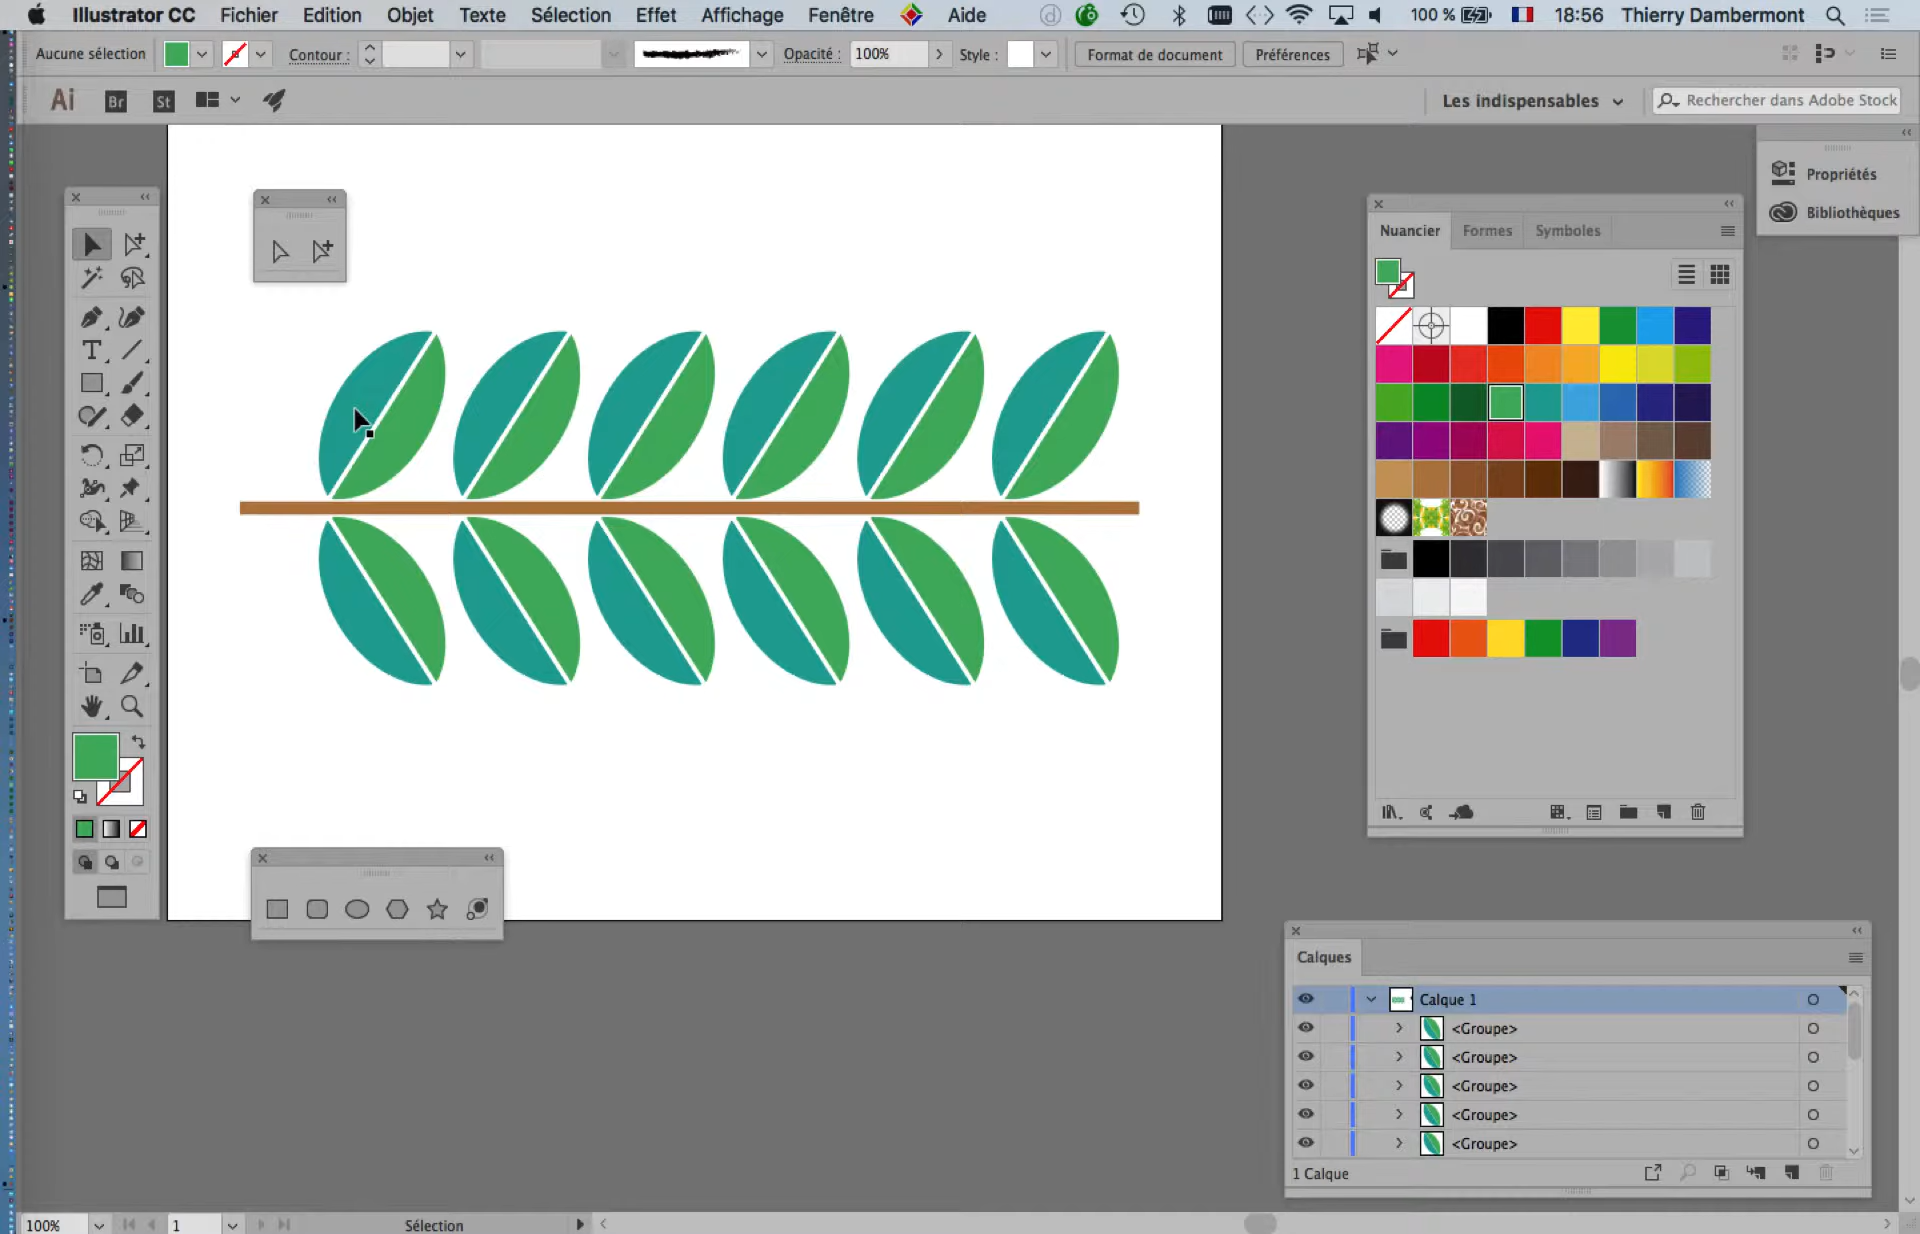 Illustrator CC Fichier Edition Objet Texte Sélection Effet Affichage Fenêtre Aide 100 % 18:56 Thierry Dambermont
Aucune sélection Contour : Opacité : 100% Style : Format de document Préférences
Ai Br St Les indispensables Rechercher dans Adobe Stock
Propriétés
Bibliothèques
Nuancier Formes Symboles
T
Calques
Calque 1
<Groupe>
<Groupe>
<Groupe>
<Groupe>
<Groupe>
1 Calque
100% 1 Sélection